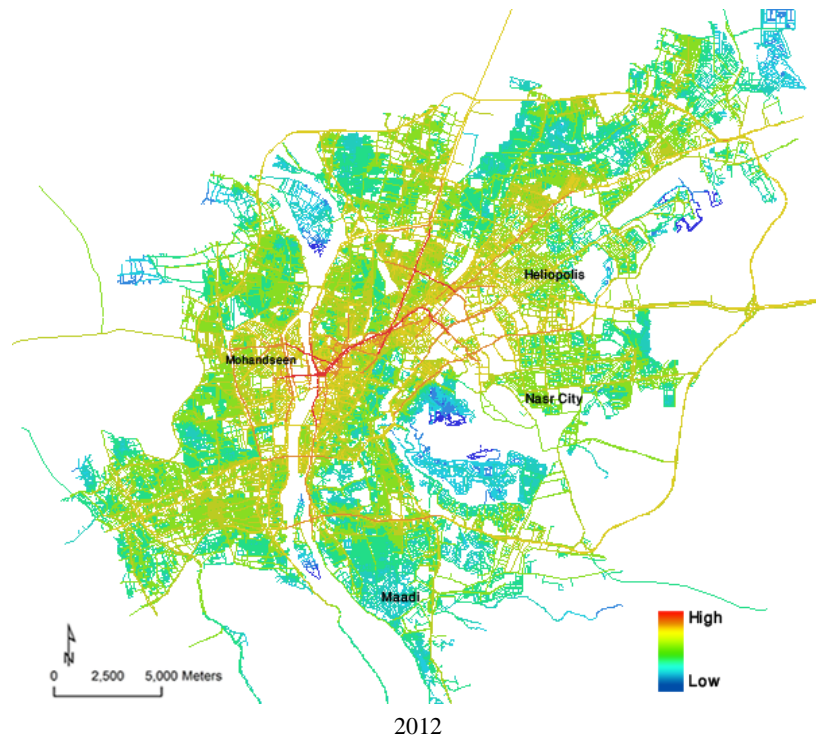 Heliopolis
Mohandseen
Nasr City
Maadi
High
Low
N
0 2,500 5,000 Meters
2012